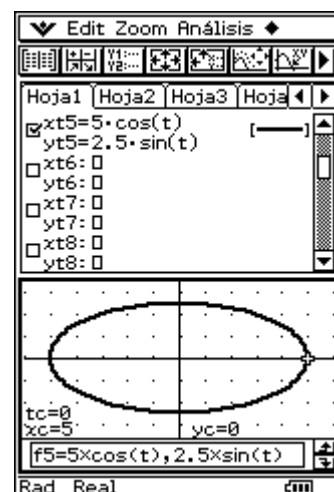 Edit Zoom Análisis ◆
Hoja1 Hoja2 Hoja3 Hoja
xt5=5·cos(t)
yt5=2.5·sin(t)
xt6:□
yt6:□
xt7:□
yt7:□
xt8:□
yt8:□
tc=0
xc=5 yc=0
f5=5×cos(t),2.5×sin(t)
Rad Real